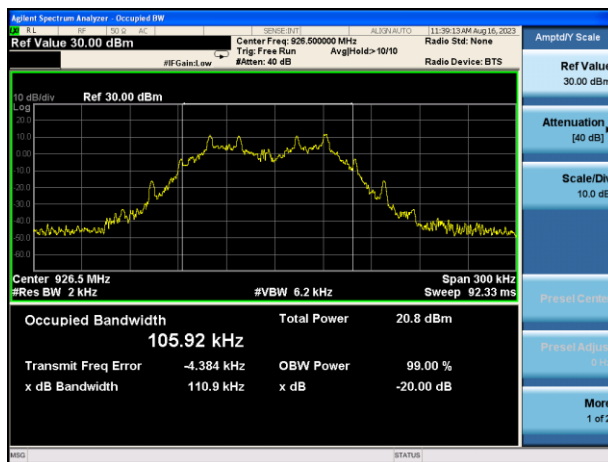 Agilent Spectrum Analyzer - Occupied BW
RL RF 50 Ω AC SENSE:INT ALIGN AUTO 11:39:13 AM Aug 16, 2023
Ref Value 30.00 dBm Center Freq: 926.500000 MHz Radio Std: None
Trig: Free Run Avg|Hold:>10/10
#IFGain:Low #Atten: 40 dB Radio Device: BTS
10 dB/div Ref 30.00 dBm
Log
20.0
10.0
0.00
-10.0
-20.0
-30.0
-40.0
-50.0
-60.0
Center 926.5 MHz Span 300 kHz
#Res BW 2 kHz #VBW 6.2 kHz Sweep 92.33 ms
Occupied Bandwidth Total Power 20.8 dBm
105.92 kHz
Transmit Freq Error -4.384 kHz OBW Power 99.00 %
x dB Bandwidth 110.9 kHz x dB -20.00 dB
MSG STATUS
Amptd/Y Scale
Ref Value
30.00 dBm
Attenuation
[40 dB]
Scale/Div
10.0 dB
Presel Center
Presel Adjus
0 H
More
1 of 2